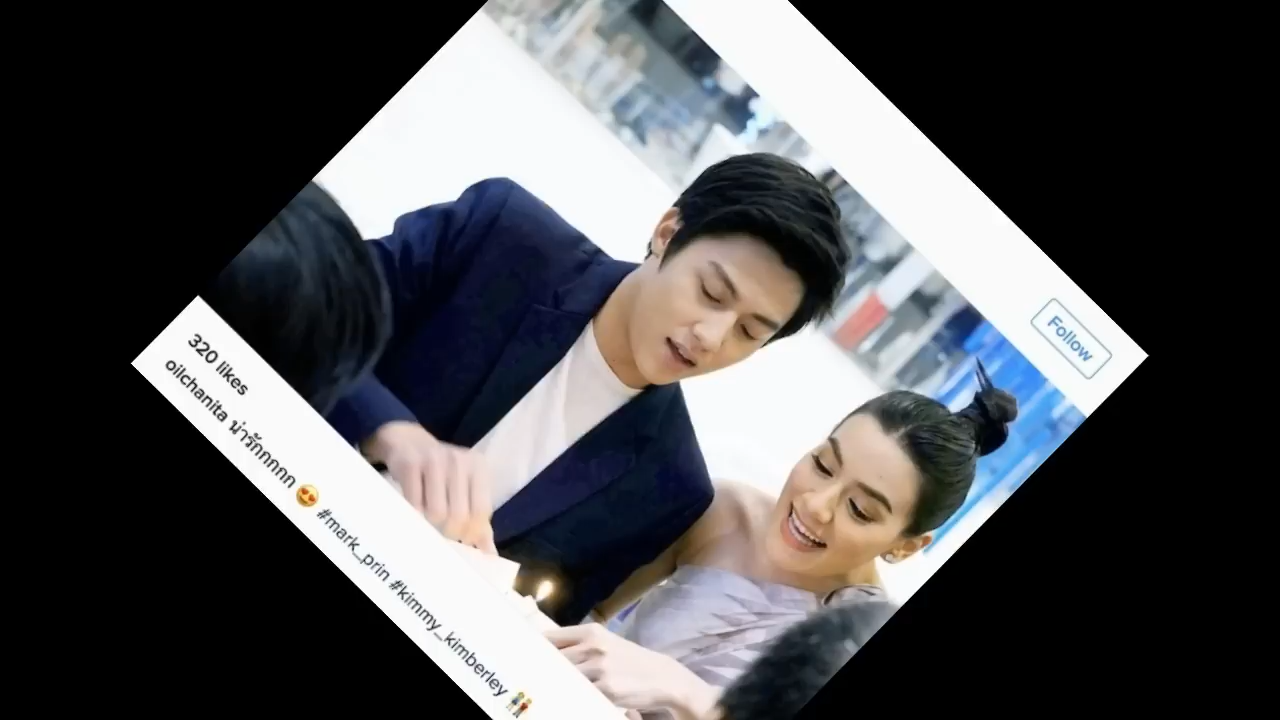 Follow
320 likes
oilchanita น่ารักกกกก 😍 #mark_prin #kimmy_kimberley 👫